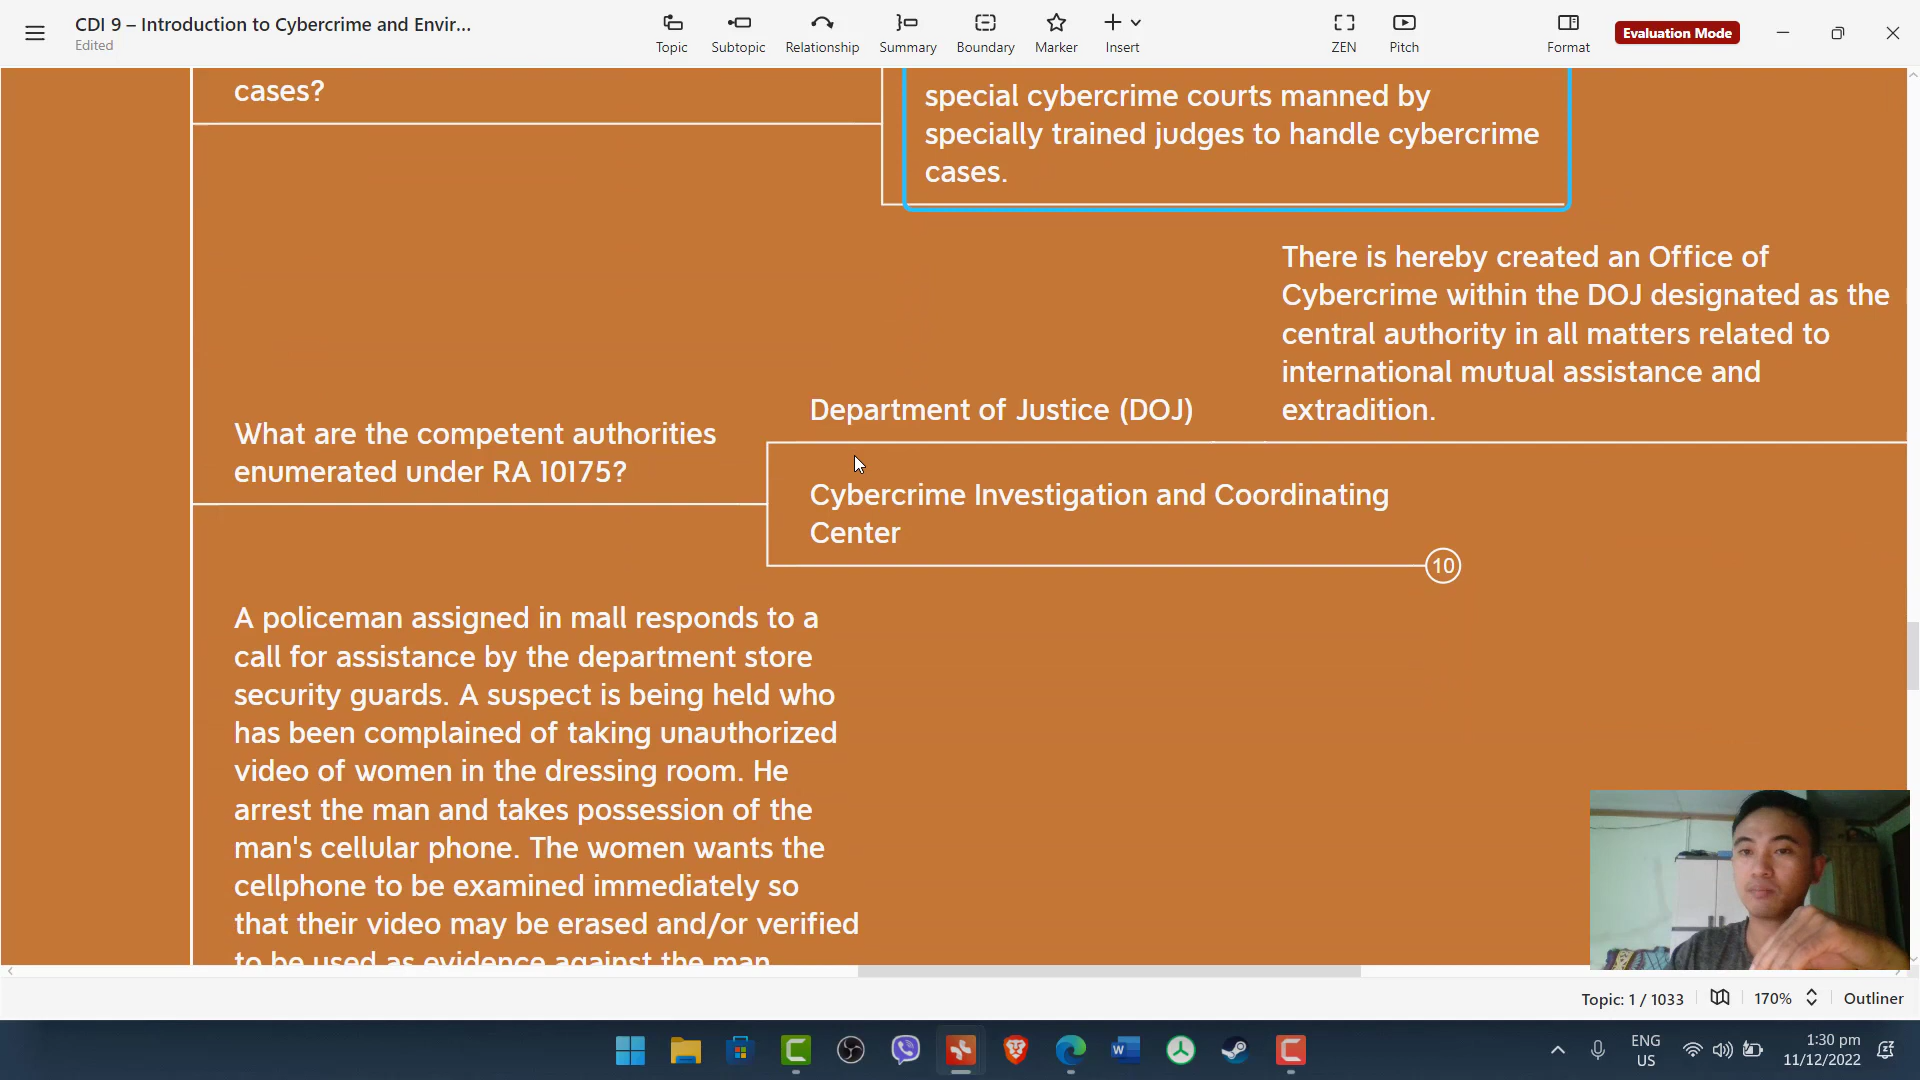 CDI 9 – Introduction to Cybercrime and Envir...
Edited
Topic
Subtopic
Relationship
Summary
Boundary
Marker
Insert
ZEN
Pitch
Format
Evaluation Mode
cases?
special cybercrime courts manned by
specially trained judges to handle cybercrime
cases.
There is hereby created an Office of
Cybercrime within the DOJ designated as the
central authority in all matters related to
international mutual assistance and
extradition.
Department of Justice (DOJ)
What are the competent authorities
enumerated under RA 10175?
Cybercrime Investigation and Coordinating
Center
10
A policeman assigned in mall responds to a
call for assistance by the department store
security guards. A suspect is being held who
has been complained of taking unauthorized
video of women in the dressing room. He
arrest the man and takes possession of the
man's cellular phone. The women wants the
cellphone to be examined immediately so
that their video may be erased and/or verified
to be used as evidence against the man
Topic: 1 / 1033
170%
Outliner
ENG
US
1:30 pm
11/12/2022